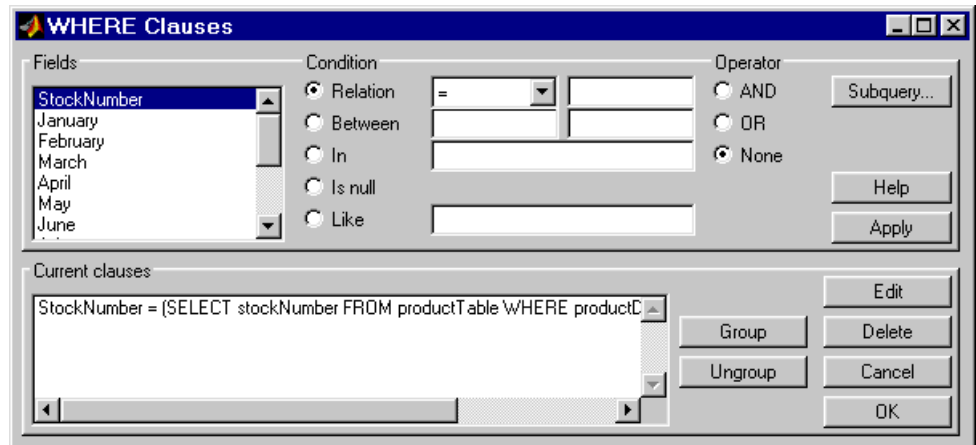 WHERE Clauses
Fields
StockNumber
January
February
March
April
May
June
Condition
Relation =
Between
In
Is null
Like
Operator
AND
OR
None
Subquery...
Help
Apply
Current clauses
StockNumber = (SELECT stockNumber FROM productTable WHERE productD
Group
Ungroup
Edit
Delete
Cancel
OK